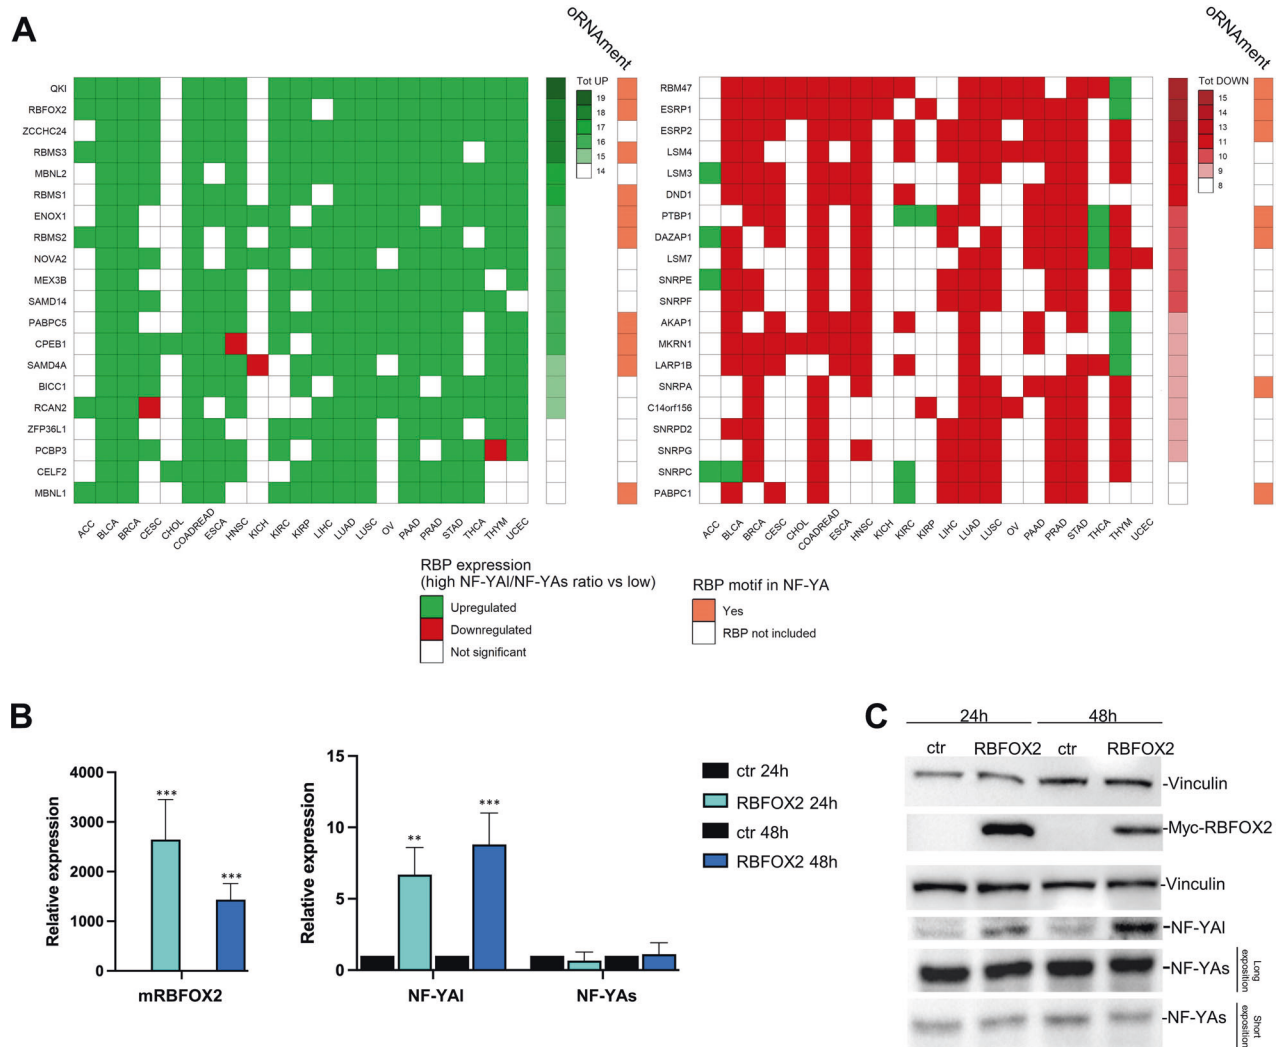 A
oRNAment
oRNAment
QKI
RBFOX2
ZCCHC24
RBMS3
MBNL2
RBMS1
ENOX1
RBMS2
NOVA2
MEX3B
SAMD14
PABPC5
CPEB1
SAMD4A
BICC1
RCAN2
ZFP36L1
PCBP3
CELF2
MBNL1
Tot UP
19
18
17
16
15
14
ACC
BLCA
BRCA
CESC
CHOL
COADREAD
ESCA
HNSC
KICH
KIRC
KIRP
LIHC
LUAD
LUSC
OV
PAAD
PRAD
STAD
THCA
THYM
UCEC
RBM47
ESRP1
ESRP2
LSM4
LSM3
DND1
PTBP1
DAZAP1
LSM7
SNRPE
SNRPF
AKAP1
MKRN1
LARP1B
SNRPA
C14orf156
SNRPD2
SNRPG
SNRPC
PABPC1
Tot DOWN
15
14
13
11
10
9
8
ACC
BLCA
BRCA
CESC
CHOL
COADREAD
ESCA
HNSC
KICH
KIRC
KIRP
LIHC
LUAD
LUSC
OV
PAAD
PRAD
STAD
THCA
THYM
UCEC
RBP expression
(high NF-YAl/NF-YAs ratio vs low)
Upregulated
Downregulated
Not significant
RBP motif in NF-YA
Yes
RBP not included
B
Relative expression
4000
3000
2000
1000
0
***
***
mRBFOX2
Relative expression
15
10
5
0
**
***
NF-YAl
NF-YAs
ctr 24h
RBFOX2 24h
ctr 48h
RBFOX2 48h
C
24h 48h
ctr RBFOX2 ctr RBFOX2
-Vinculin
-Myc-RBFOX2
-Vinculin
-NF-YAl
-NF-YAs
Long
exposition
-NF-YAs
Short
exposition